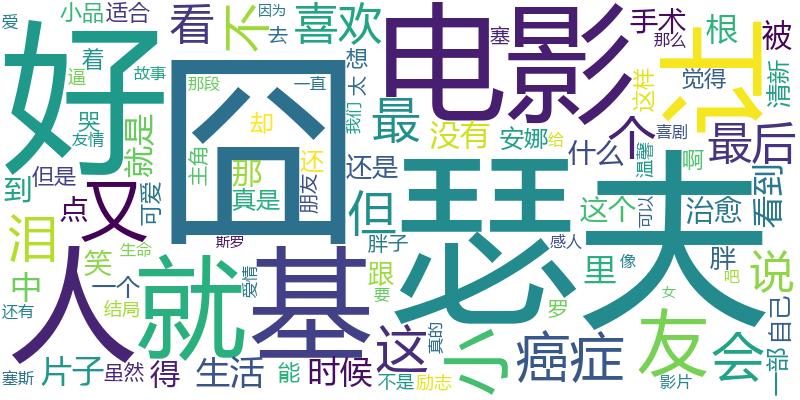 爱
小品
适合
看
不
因为
去
喜欢
电影
塞
手术
那么
根
被
好
囧
着
逼
故事
哭
友情
就是
那段
一直
却
主角
那
还
真是
朋友
我们
太
想
最
没有
安娜
个
什么
这样
让
觉得
喜剧
清新
最后
温馨
给
啊
到
但是
又
点
可爱
还是
但
瑟夫
这个
可以
治愈
看到
泪
中
笑
人
就
一个
生命
结局
还有
斯罗
爱情
基
胖子
跟
要
这
真的
小
感人
罗
里
像
胖
吧
说
友
女
会
一部
自己
癌症
塞斯
片子
虽然
得
生活
能
时候
不是
励志
影片